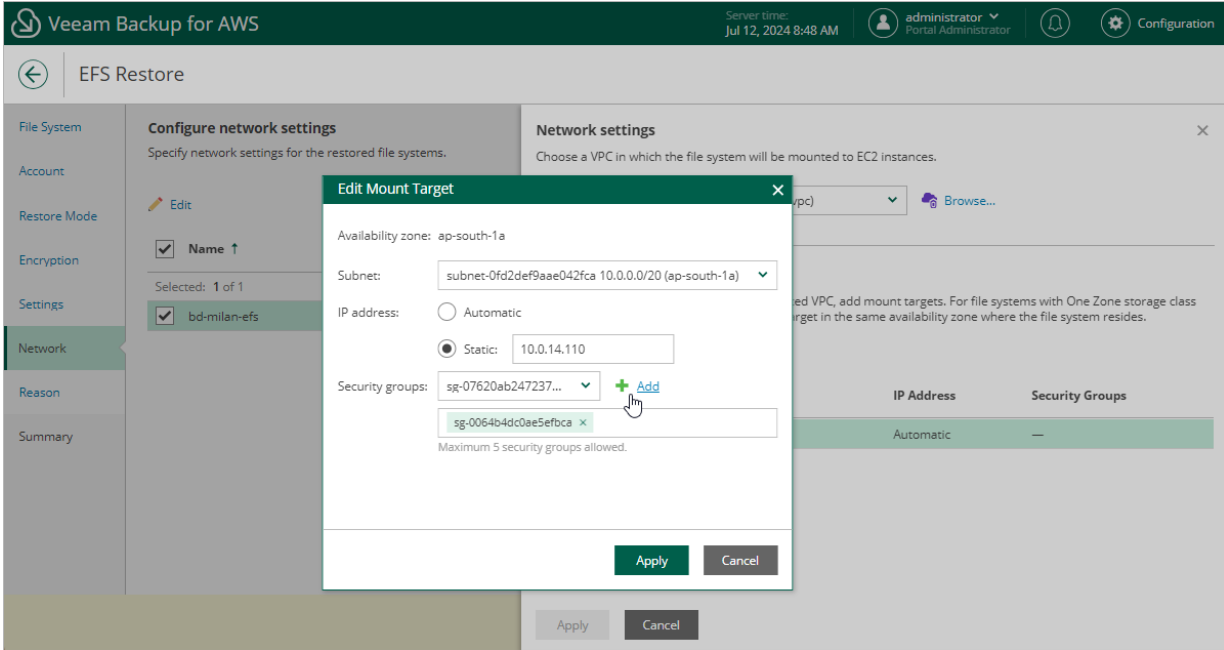 Veeam Backup for AWS
Server time:
Jul 12, 2024 8:48 AM
administrator
Portal Administrator
Configuration
EFS Restore
File System
Account
Restore Mode
Encryption
Settings
Network
Reason
Summary
Configure network settings
Specify network settings for the restored file systems.
Edit
Name
Selected: 1 of 1
bd-milan-efs
Network settings
Choose a VPC in which the file system will be mounted to EC2 instances.
vpc)
Browse...
ed VPC, add mount targets. For file systems with One Zone storage class
rget in the same availability zone where the file system resides.
IP Address
Security Groups
Automatic
—
Apply
Cancel
Edit Mount Target
Availability zone: ap-south-1a
Subnet: subnet-0fd2def9aae042fca 10.0.0.0/20 (ap-south-1a)
IP address: Automatic
Static: 10.0.14.110
Security groups: sg-07620ab247237... Add
sg-0064b4dc0ae5efbca ×
Maximum 5 security groups allowed.
Apply
Cancel